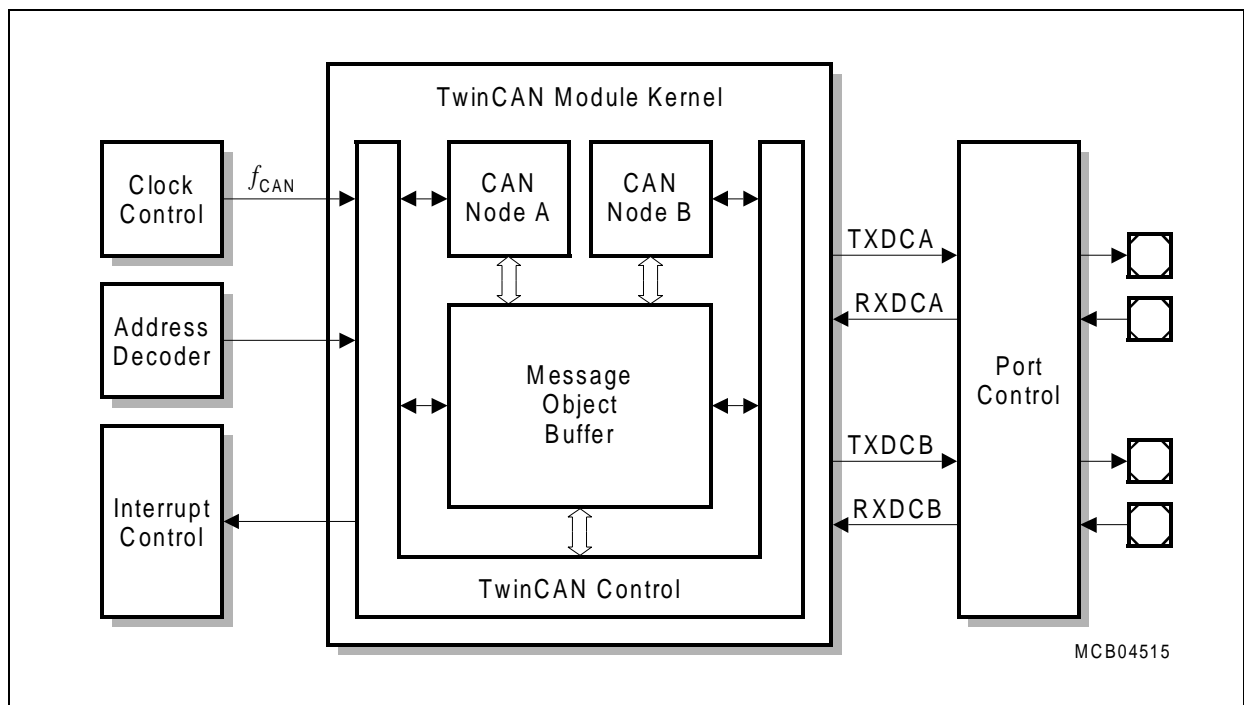 TwinCAN Module Kernel
Clock
Control
fCAN
CAN
Node A
CAN
Node B
TXDCA
RXDCA
Address
Decoder
Message
Object
Buffer
Port
Control
TXDCB
RXDCB
Interrupt
Control
TwinCAN Control
MCB04515